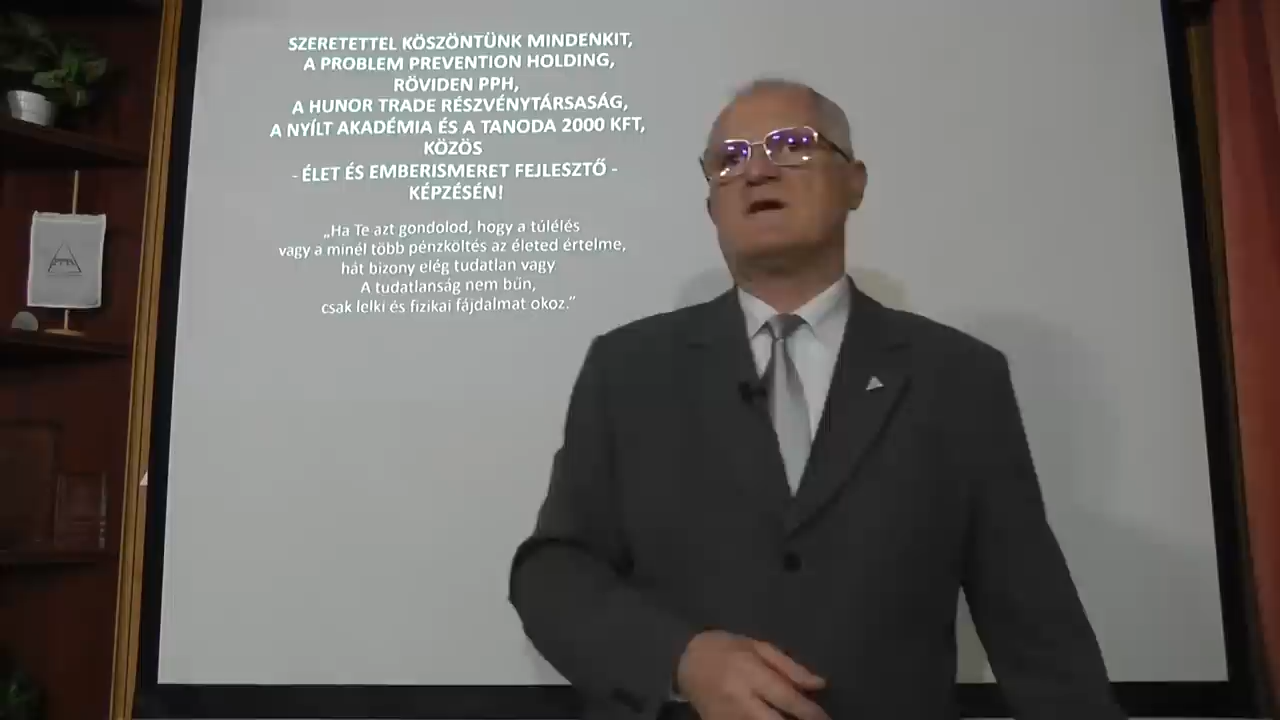 SZERETETTEL KÖSZÖNTÜNK MINDENKIT,
A PROBLEM PREVENTION HOLDING,
RÖVIDEN PPH,
A HUNOR TRADE RÉSZVÉNYTÁRSASÁG,
A NYÍLT AKADÉMIA ÉS A TANODA 2000 KFT,
KÖZÖS
- ÉLET ÉS EMBERISMERET FEJLESZTŐ -
KÉPZÉSÉN!
„Ha Te azt gondolod, hogy a túlélés
vagy a minél több pénzköltés az életed értelme,
hát bizony elég tudatlan vagy.
A tudatlanság nem bűn,
csak lelki és fizikai fájdalmat okoz.”